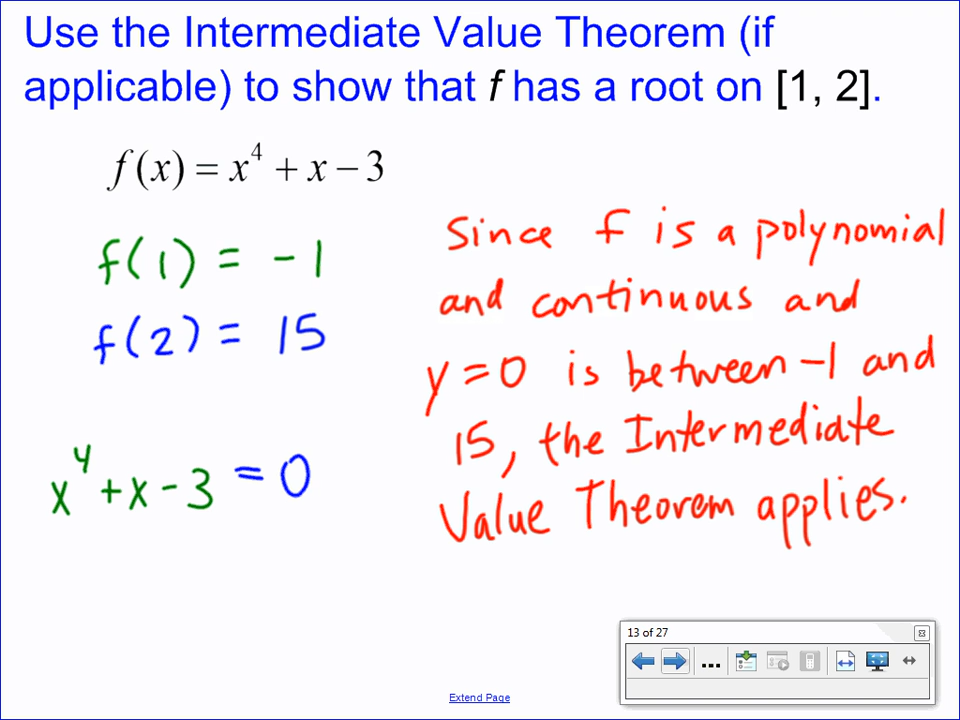 Use the Intermediate Value Theorem (if
applicable) to show that f has a root on [1, 2].
f(x) = x⁴ + x − 3
f(1) = -1
f(2) = 15
x⁴ + x - 3 = 0
Since f is a polynomial
and continuous and
y = 0 is between -1 and
15, the Intermediate
Value Theorem applies.
13 of 27
...
Extend Page